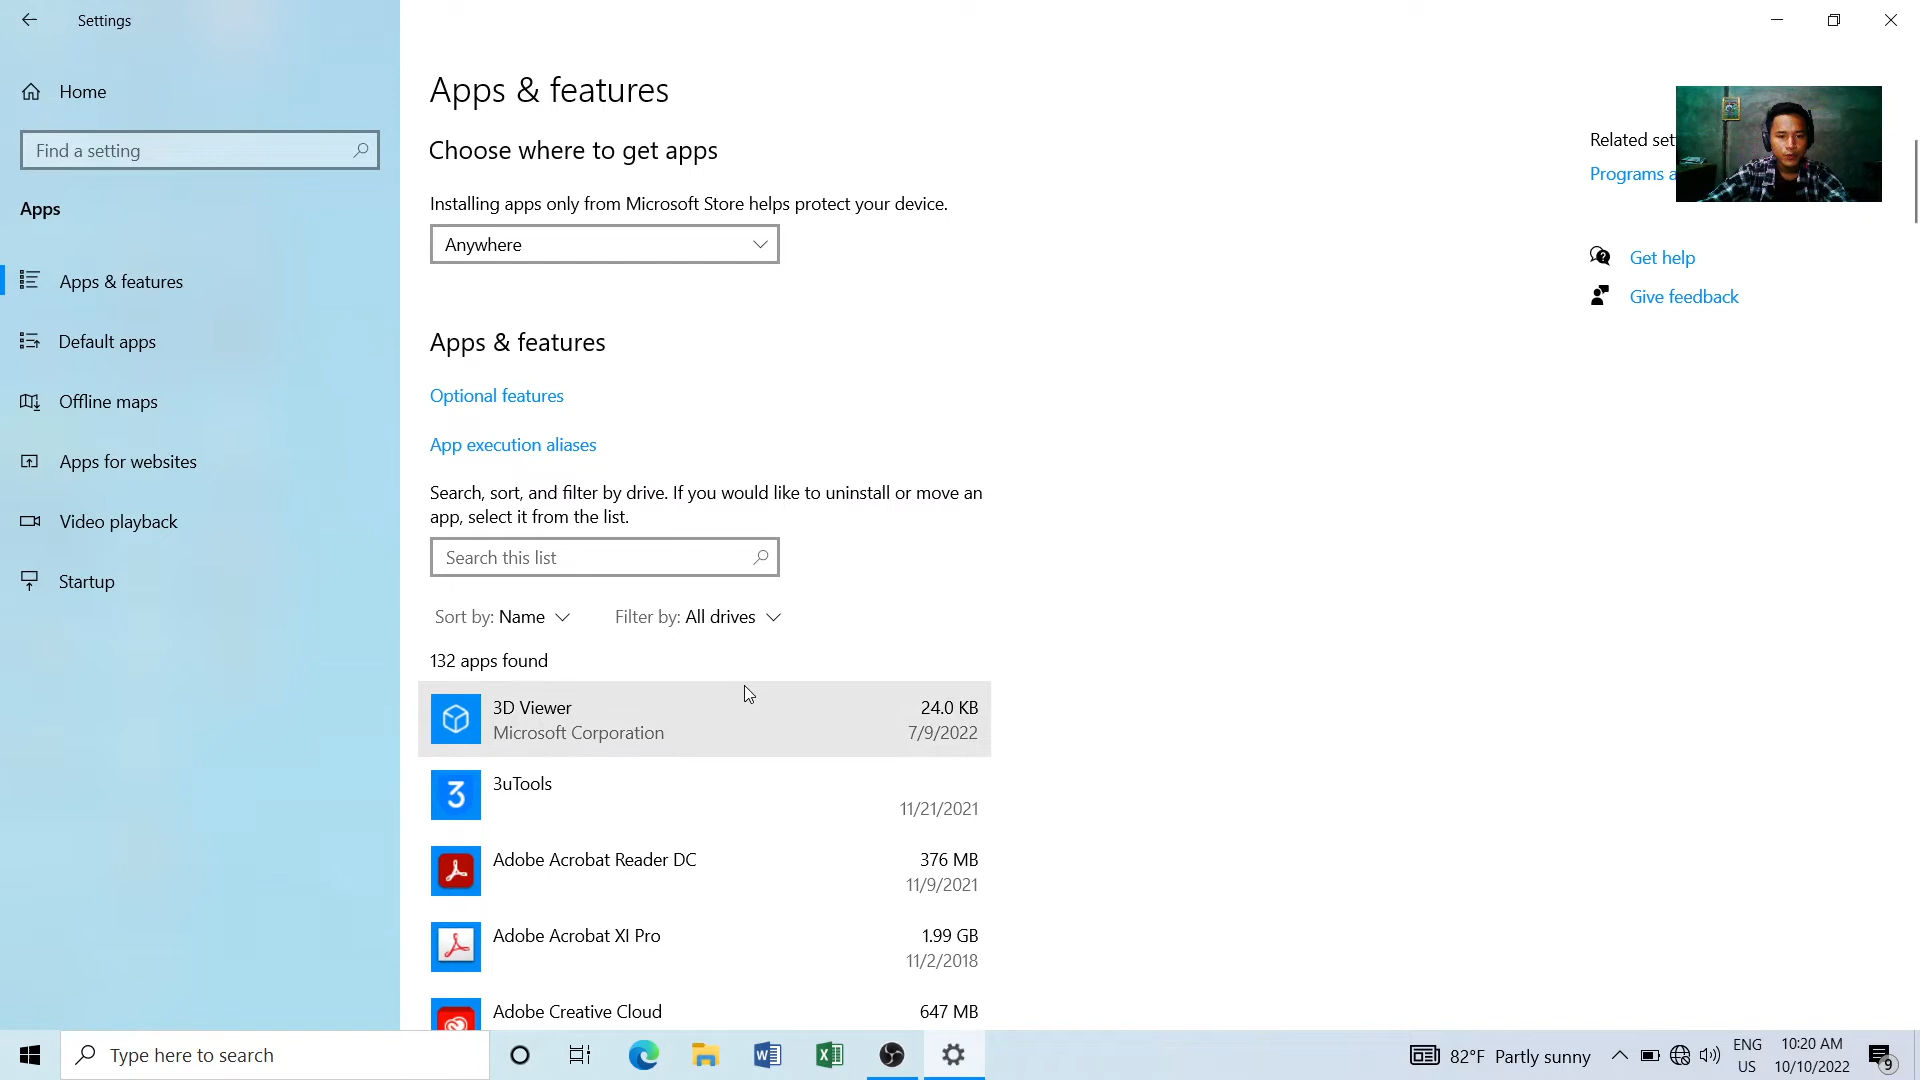 Settings
Home
Find a setting
Apps
Apps & features
Default apps
Offline maps
Apps for websites
Video playback
Startup
Apps & features
Choose where to get apps
Installing apps only from Microsoft Store helps protect your device.
Anywhere
Apps & features
Optional features
App execution aliases
Search, sort, and filter by drive. If you would like to uninstall or move an
app, select it from the list.
Search this list
Sort by: Name
Filter by: All drives
132 apps found
3D Viewer
24.0 KB
Microsoft Corporation
7/9/2022
3uTools
11/21/2021
Adobe Acrobat Reader DC
376 MB
11/9/2021
Adobe Acrobat XI Pro
1.99 GB
11/2/2018
Adobe Creative Cloud
647 MB
Related
Programs
Get help
Give feedback
Type here to search
82°F Partly sunny
ENG
US
10:20 AM
10/10/2022
9